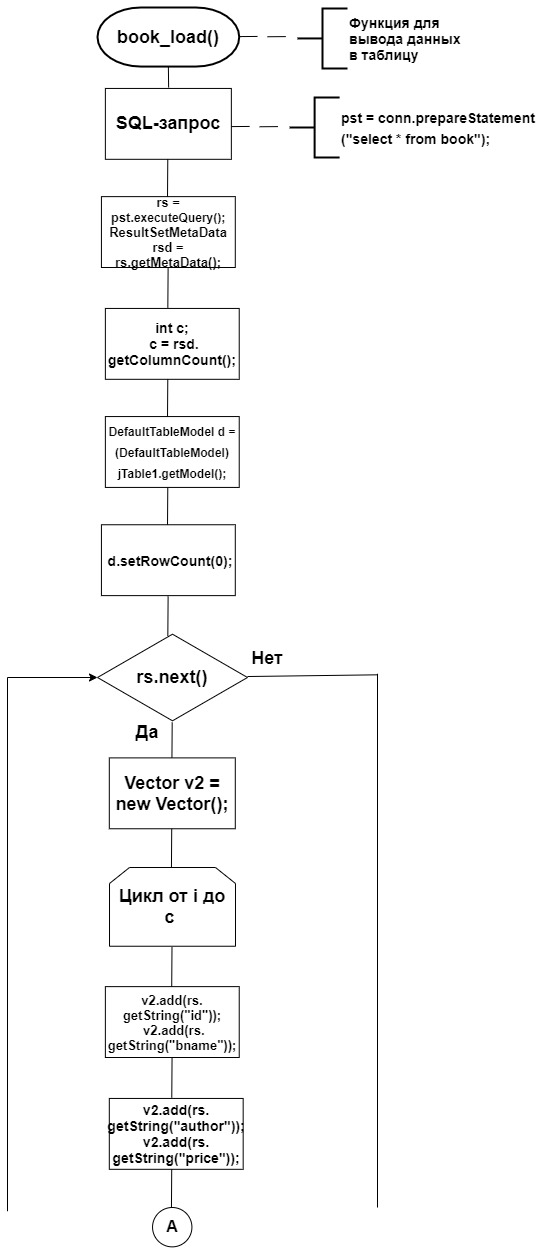 book_load()
Функция для
вывода данных
в таблицу
SQL-запрос
pst = conn.prepareStatement
("select * from book");
rs =
pst.executeQuery();
ResultSetMetaData
rsd =
rs.getMetaData();
int c;
c = rsd.
getColumnCount();
DefaultTableModel d =
(DefaultTableModel)
jTable1.getModel();
d.setRowCount(0);
rs.next()
Нет
Да
Vector v2 =
new Vector();
Цикл от i до
c
v2.add(rs.
getString("id"));
v2.add(rs.
getString("bname"));
v2.add(rs.
getString("author"));
v2.add(rs.
getString("price"));
A